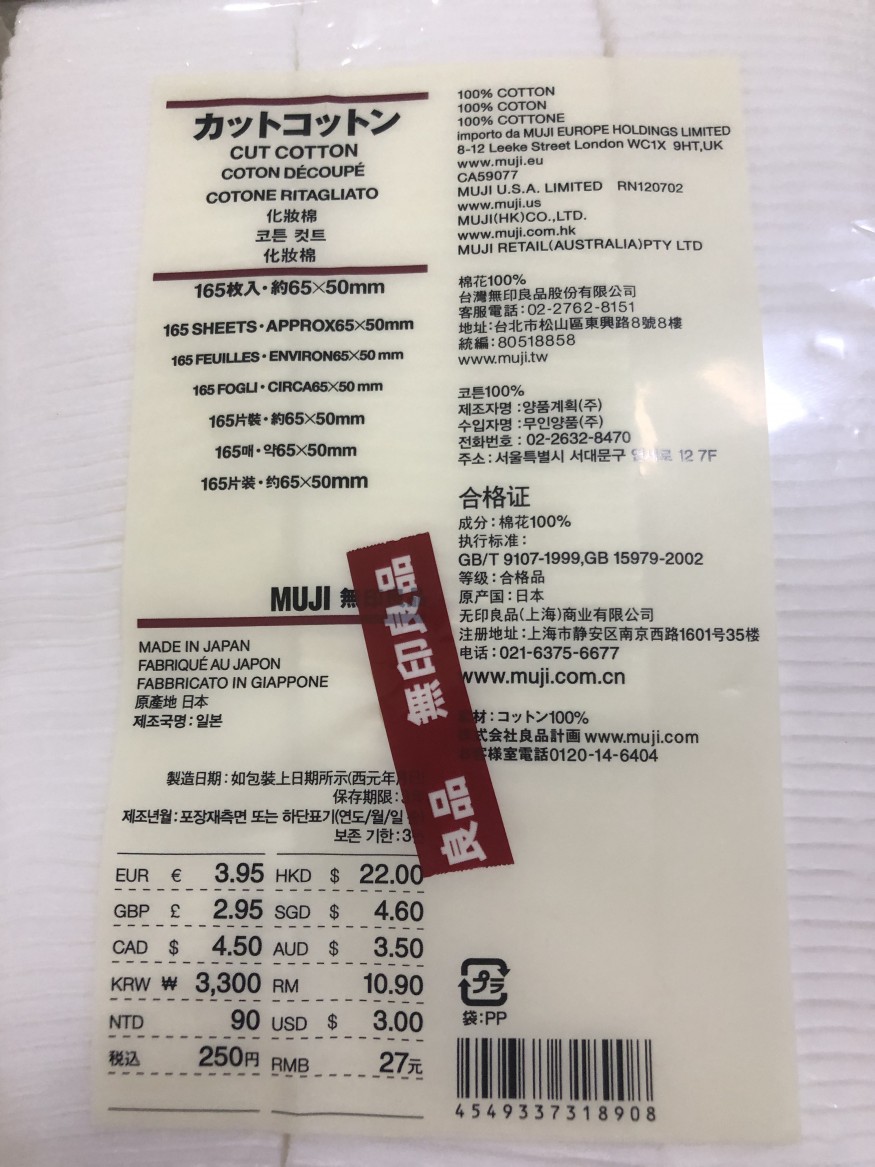 カットコットン
CUT COTTON
COTON DÉCOUPÉ
COTONE RITAGLIATO
化妝棉
코튼 컷트
化妝棉
165枚入・約65×50mm
165 SHEETS・APPROX65×50mm
165 FEUILLES・ENVIRON65×50 mm
165 FOGLI・CIRCA65×50 mm
165片裝・約65×50mm
165매・약65×50mm
165片装・约65×50mm
MUJI 無印良品
MADE IN JAPAN
FABRIQUÉ AU JAPON
FABBRICATO IN GIAPPONE
原產地 日本
제조국명:일본
製造日期:如包裝上日期所示(西元年
保存期限:
제조년월:포장재측면 또는 하단표기(연도/월/일
보존 기한:3
EUR € 3.95 HKD $ 22.00
GBP £ 2.95 SGD $ 4.60
CAD $ 4.50 AUD $ 3.50
KRW ₩ 3,300 RM 10.90
NTD 90 USD $ 3.00
税込 250円 RMB 27元
100% COTTON
100% COTON
100% COTTONE
importo da MUJI EUROPE HOLDINGS LIMITED
8-12 Leeke Street London WC1X 9HT,UK
www.muji.eu
CA59077
MUJI U.S.A. LIMITED RN120702
www.muji.us
MUJI(HK)CO.,LTD.
www.muji.com.hk
MUJI RETAIL(AUSTRALIA)PTY LTD
棉花100%
台灣無印良品股份有限公司
客服電話:02-2762-8151
地址:台北市松山區東興路8號8樓
統編:80518858
www.muji.tw
코튼100%
제조자명:양품계획(주)
수입자명:무인양품(주)
전화번호:02-2632-8470
주소:서울특별시 서대문구 12 7F
合格证
成分:棉花100%
执行标准:
GB/T 9107-1999,GB 15979-2002
等级:合格品
原产国:日本
无印良品(上海)商业有限公司
注册地址:上海市静安区南京西路1601号35楼
电话:021-6375-6677
www.muji.com.cn
材:コットン100%
式会社良品計画 www.muji.com
客様室電話0120-14-6404
無印良品
良品
プラ
袋:PP
4549337318908